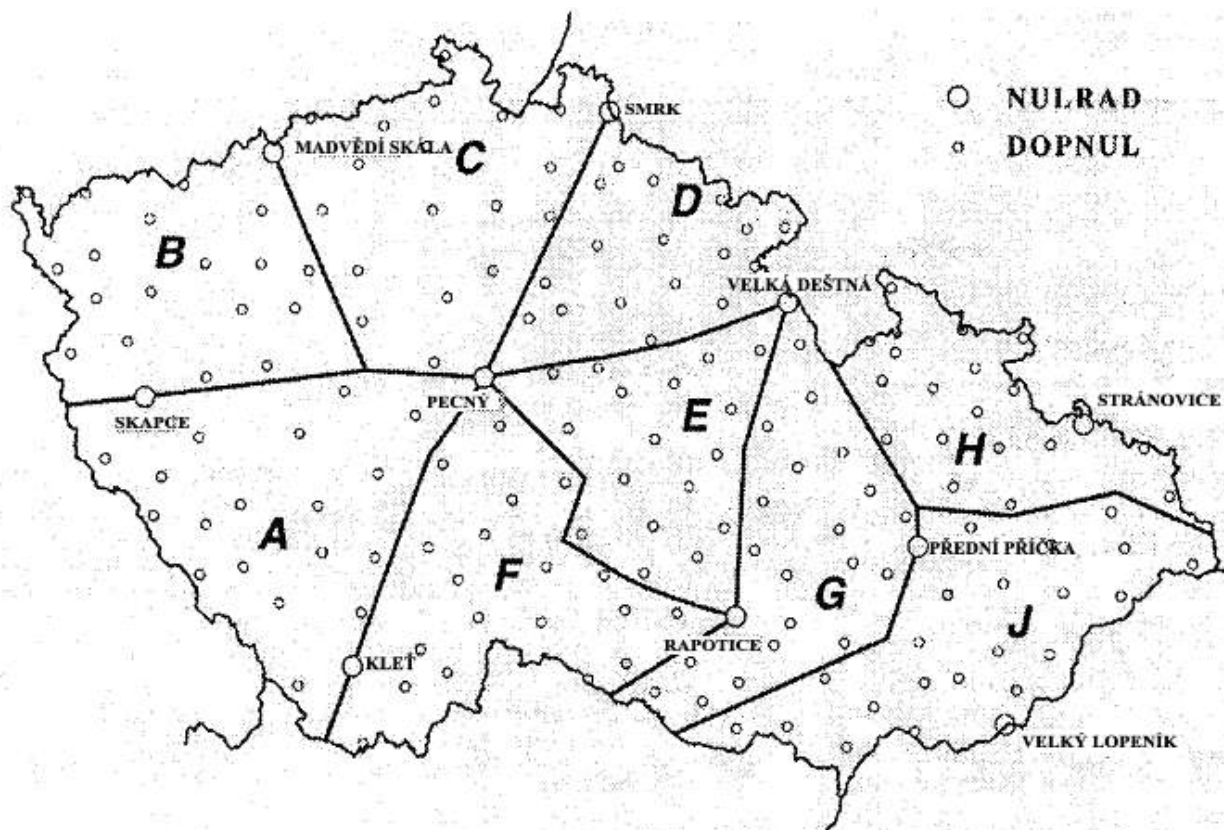 SMRK
NULRAD
DOPNUL
MADVĚDÍ SKÁLA
C
D
B
VELKÁ DEŠTNÁ
PECNÝ
SKAPCE
STRÁNOVICE
E
H
A
PŘEDNÍ PŘÍČKA
F
G
J
RAPOTICE
KLEŤ
VELKÝ LOPENÍK